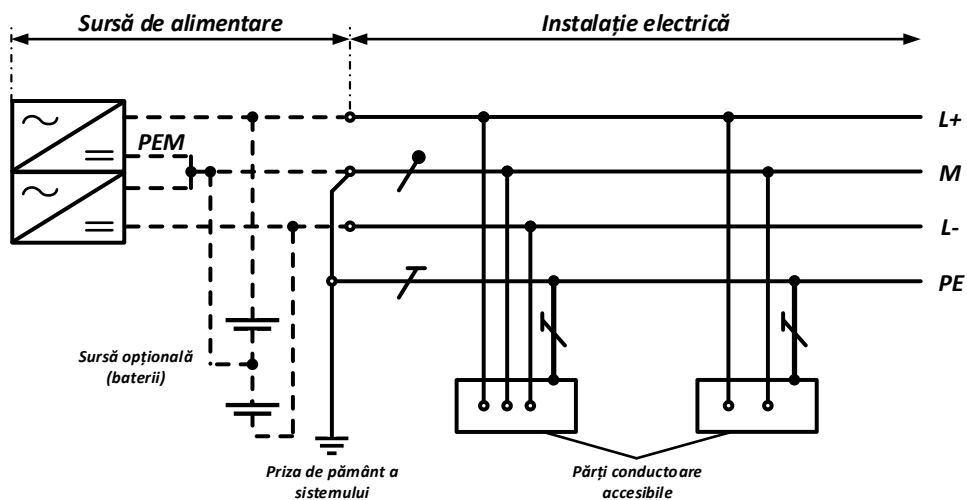 Sursă de alimentare
Instalație electrică
L+
PEM
M
L-
PE
Sursă opțională
(baterii)
Priza de pământ a
sistemului
Părți conductoare
accesibile